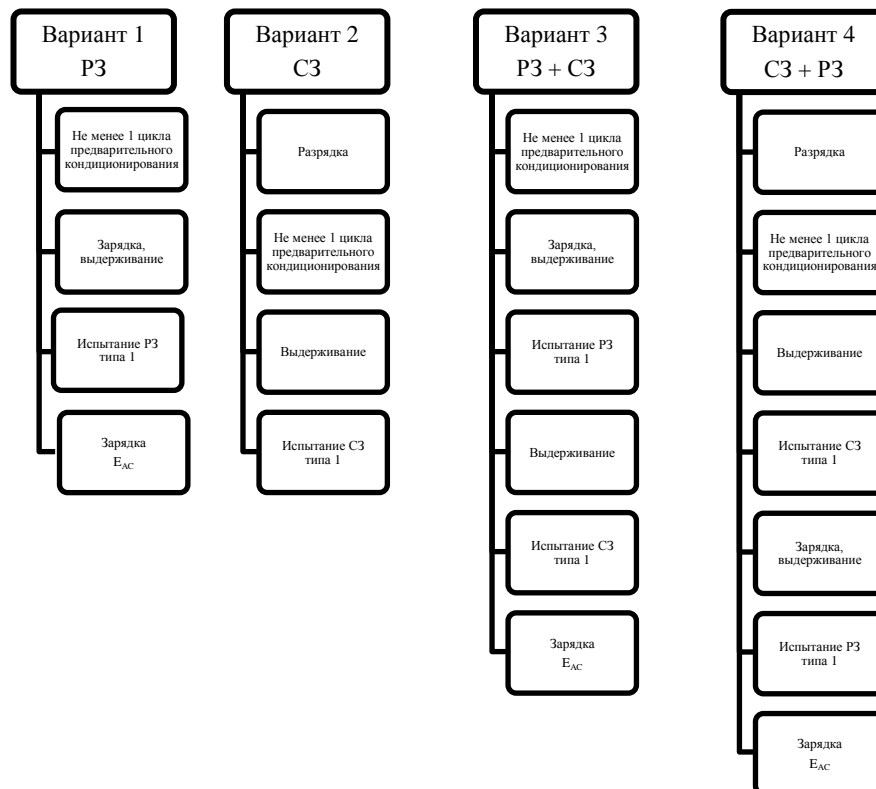 Вариант 1
РЗ
Не менее 1 цикла
предварительного
кондиционирования
Зарядка,
выдерживание
Испытание РЗ
типа 1
Зарядка
EAC
Вариант 2
СЗ
Разрядка
Не менее 1 цикла
предварительного
кондиционирования
Выдерживание
Испытание СЗ
типа 1
Вариант 3
РЗ + СЗ
Не менее 1 цикла
предварительного
кондиционирования
Зарядка,
выдерживание
Испытание РЗ
типа 1
Выдерживание
Испытание СЗ
типа 1
Зарядка
EAC
Вариант 4
СЗ + РЗ
Разрядка
Не менее 1 цикла
предварительного
кондиционирования
Выдерживание
Испытание СЗ
типа 1
Зарядка,
выдерживание
Испытание РЗ
типа 1
Зарядка
EAC